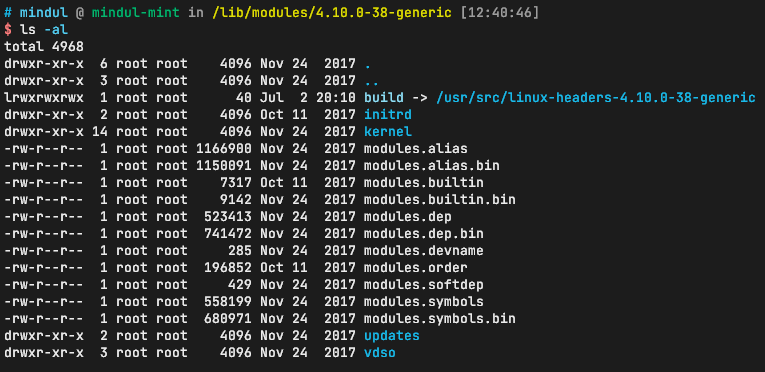 # mindul @ mindul-mint in /lib/modules/4.10.0-38-generic [12:40:46]
$ ls -al
total 4968
drwxr-xr-x  6 root root    4096 Nov 24  2017 .
drwxr-xr-x  3 root root    4096 Nov 24  2017 ..
lrwxrwxrwx  1 root root      40 Jul  2 20:10 build -> /usr/src/linux-headers-4.10.0-38-generic
drwxr-xr-x  2 root root    4096 Oct 11  2017 initrd
drwxr-xr-x 14 root root    4096 Nov 24  2017 kernel
-rw-r--r--  1 root root 1166900 Nov 24  2017 modules.alias
-rw-r--r--  1 root root 1150091 Nov 24  2017 modules.alias.bin
-rw-r--r--  1 root root    7317 Oct 11  2017 modules.builtin
-rw-r--r--  1 root root    9142 Nov 24  2017 modules.builtin.bin
-rw-r--r--  1 root root  523413 Nov 24  2017 modules.dep
-rw-r--r--  1 root root  741472 Nov 24  2017 modules.dep.bin
-rw-r--r--  1 root root     285 Nov 24  2017 modules.devname
-rw-r--r--  1 root root  196852 Oct 11  2017 modules.order
-rw-r--r--  1 root root     429 Nov 24  2017 modules.softdep
-rw-r--r--  1 root root  558199 Nov 24  2017 modules.symbols
-rw-r--r--  1 root root  680971 Nov 24  2017 modules.symbols.bin
drwxr-xr-x  2 root root    4096 Nov 24  2017 updates
drwxr-xr-x  3 root root    4096 Nov 24  2017 vdso